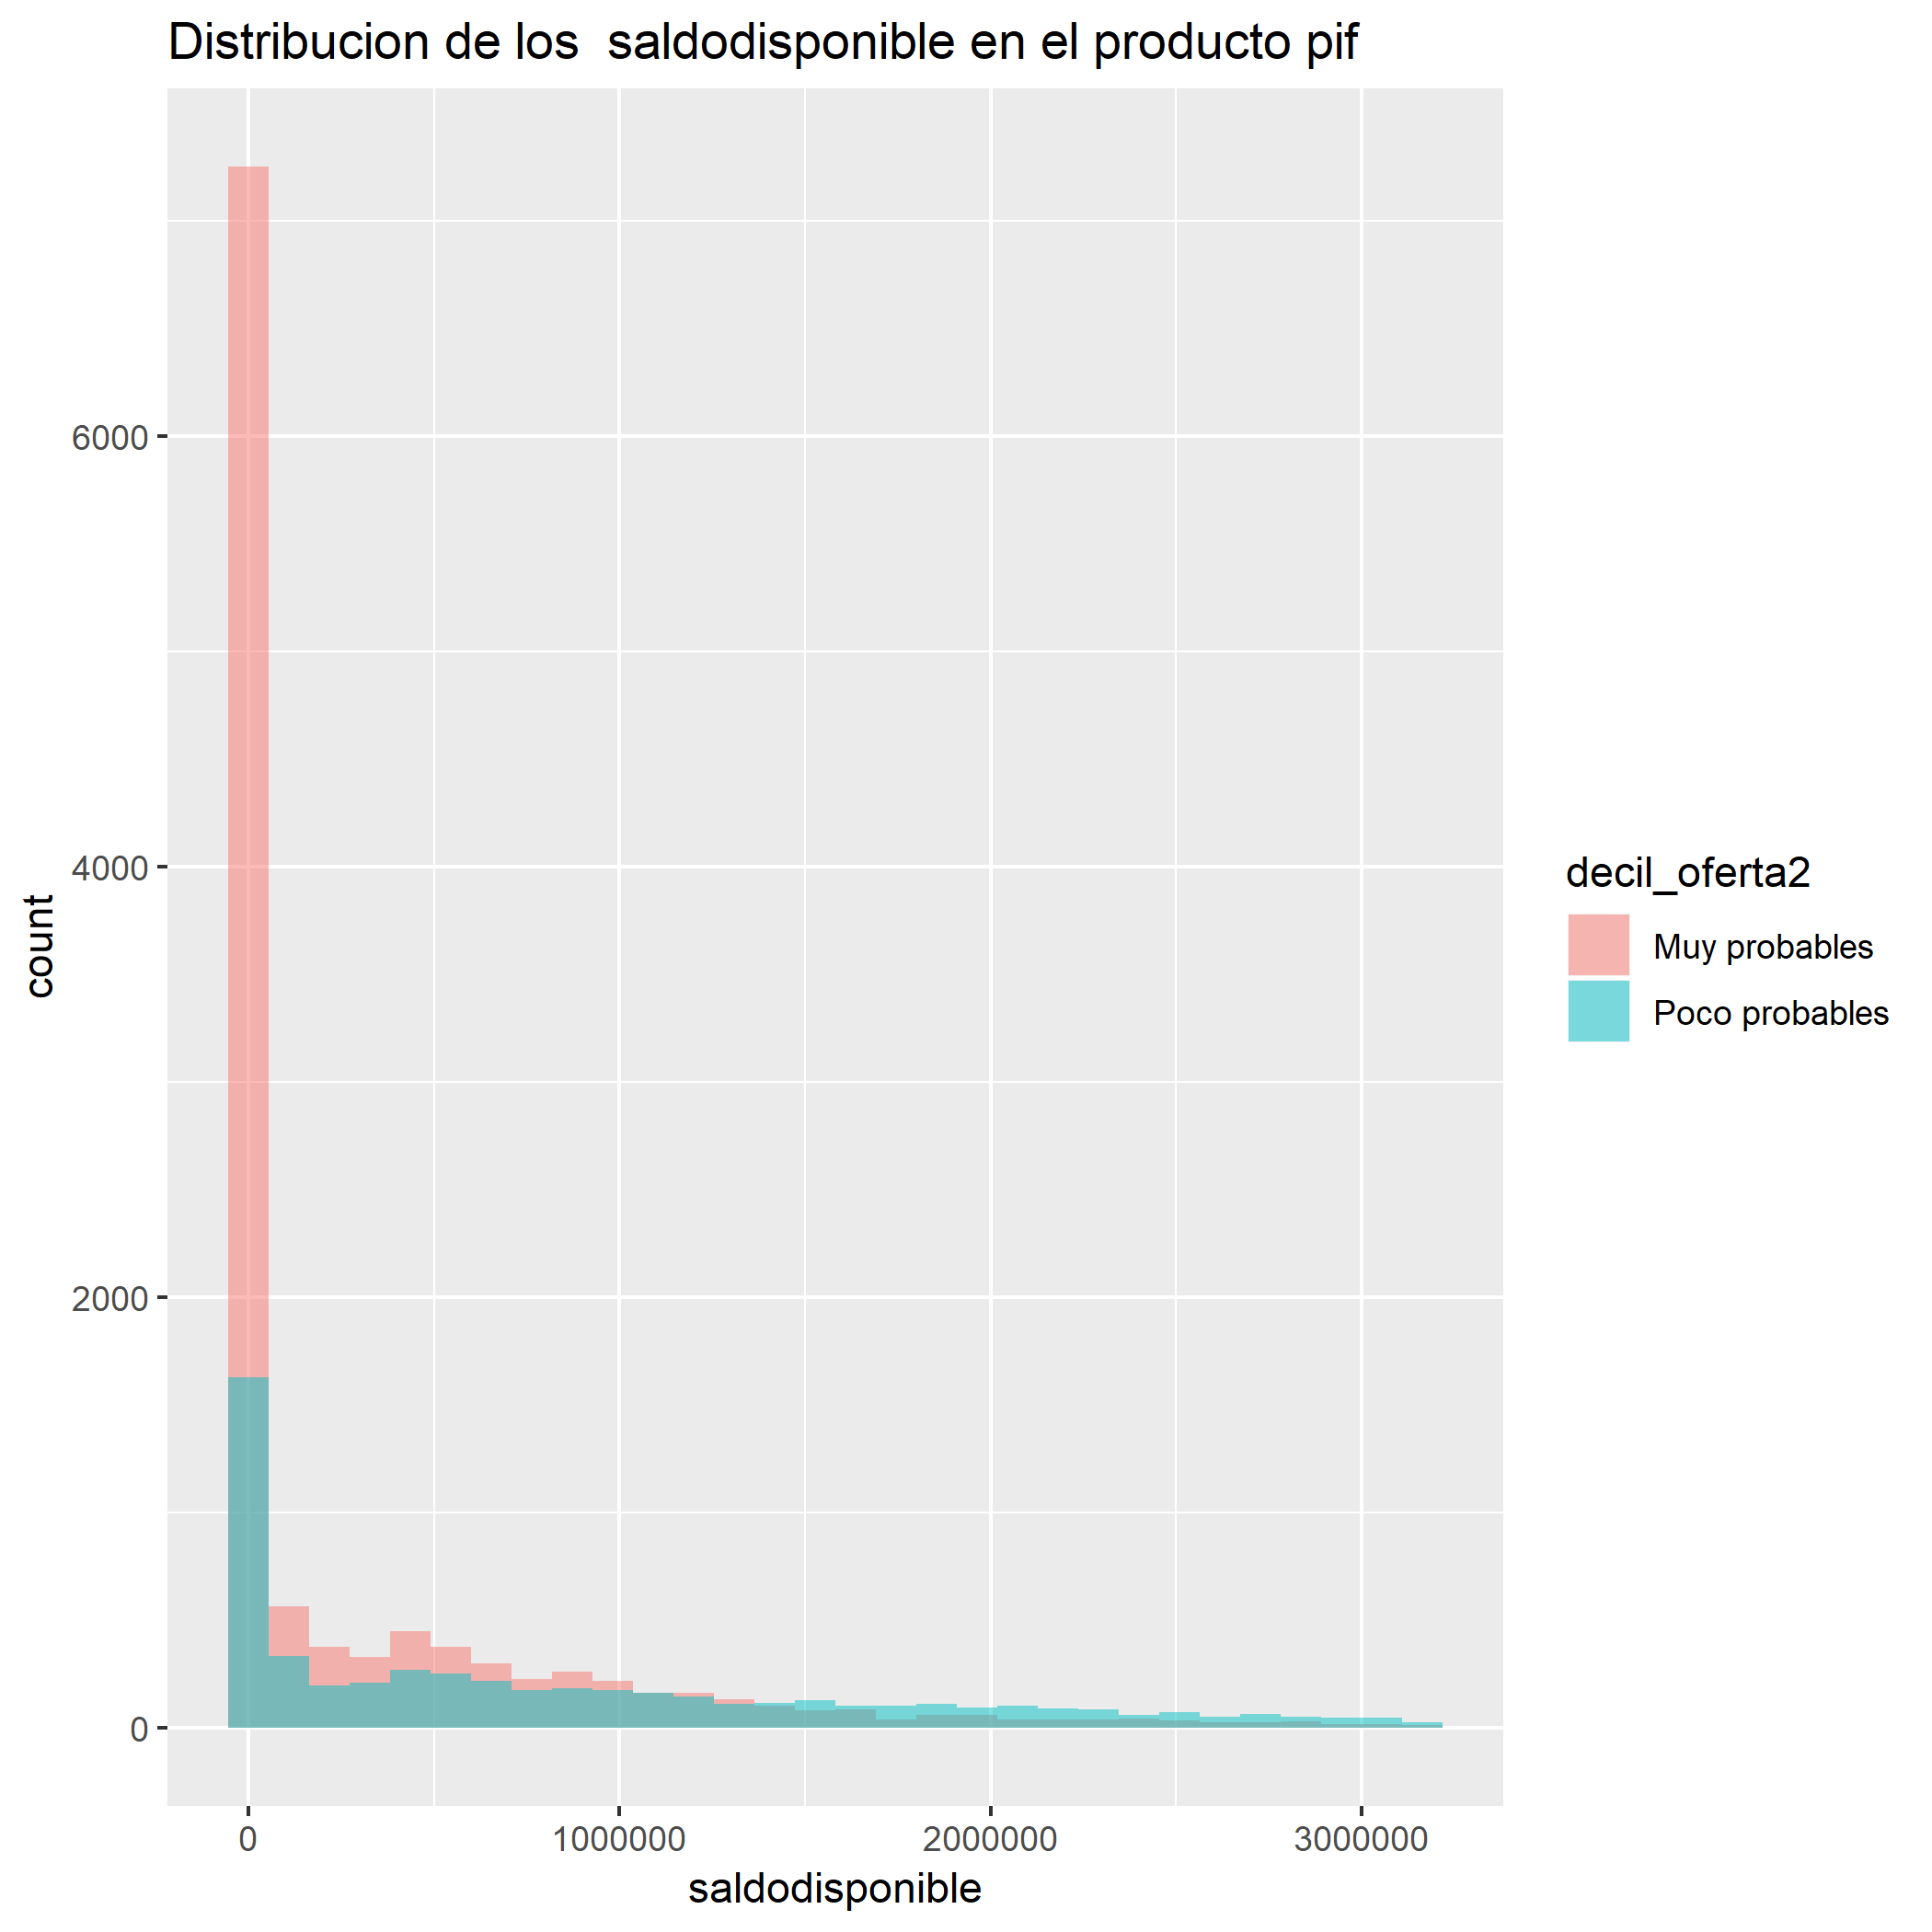 Distribucion de los  saldodisponible en el producto pif
count
6000
4000
2000
0
0
1000000
2000000
3000000
saldodisponible
decil_oferta2
Muy probables
Poco probables